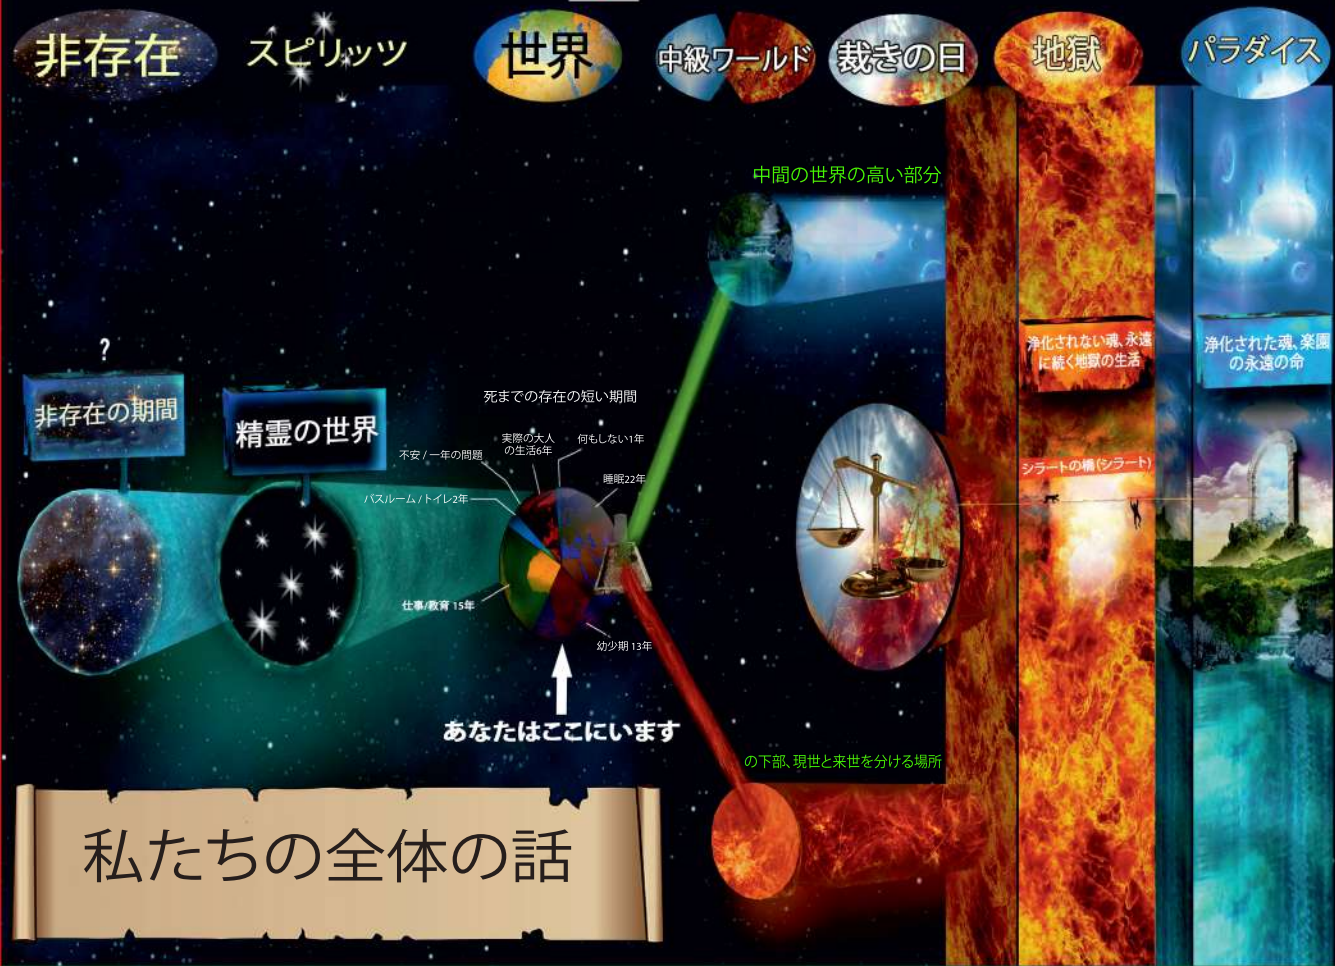 非存在
スピリッツ
世界
中級ワールド
裁きの日
地獄
パラダイス
中間の世界の高い部分
浄化されない魂、永遠
に続く地獄の生活
浄化された魂、楽園
の永遠の命
?
非存在の期間
精霊の世界
死までの存在の短い期間
実際の大人
の生活6年
何もしない1年
不安 / 一年の問題
睡眠22年
バスルーム / トイレ2年
シラートの橋(シラート)
仕事/教育 15年
幼少期 13年
あなたはここにいます
の下部、現世と来世を分ける場所
私たちの全体の話